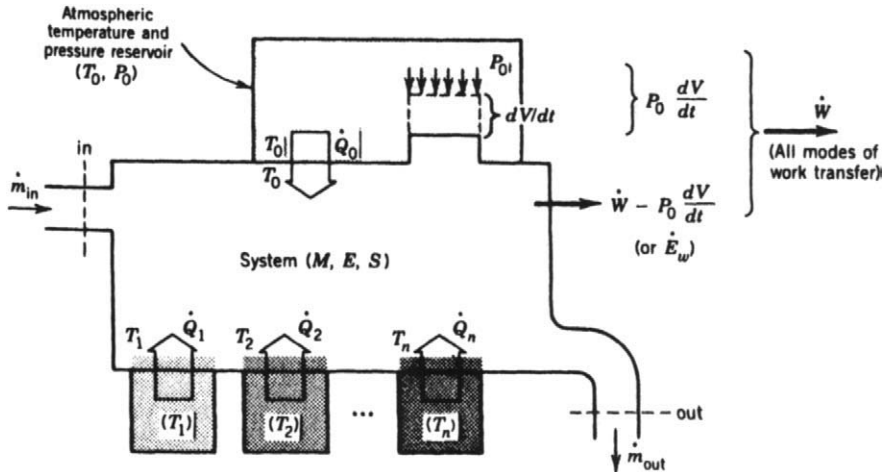 Atmospheric
temperature and
pressure reservoir
(T₀, P₀)
P₀
dV/dt
} P₀ dV/dt
Ẇ
(All modes of
work transfer)
in
ṁin
T₀ Q̇₀
T₀
Ẇ − P₀ dV/dt
(or Ėw)
System (M, E, S)
T₁ Q̇₁ T₂ Q̇₂ Tn Q̇n
(T₁) (T₂) ... (Tn)
out
ṁout